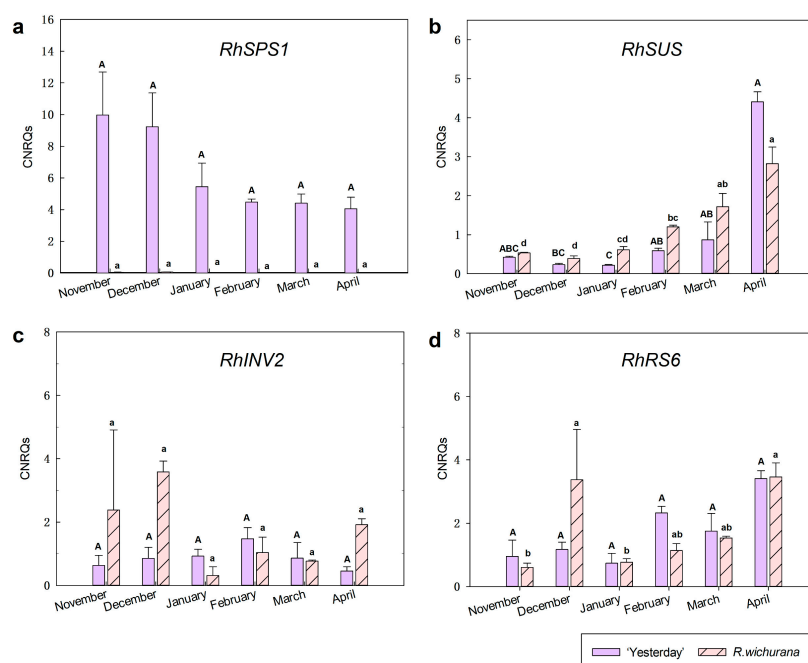 a
RhSPS1
CNRQs
16
14
12
10
8
6
4
2
0
A A A A A A
a a a a a a
November December January February March April
b
RhSUS
CNRQs
6
5
4
3
2
1
0
ABC d BC d C cd AB bc AB ab A a
November December January February March April
c
RhINV2
CNRQs
8
6
4
2
0
A a A a A a A a A a A a
November December January February March April
d
RhRS6
CNRQs
8
6
4
2
0
A b A a A b A ab A ab A a
November December January February March April
'Yesterday' R.wichurana